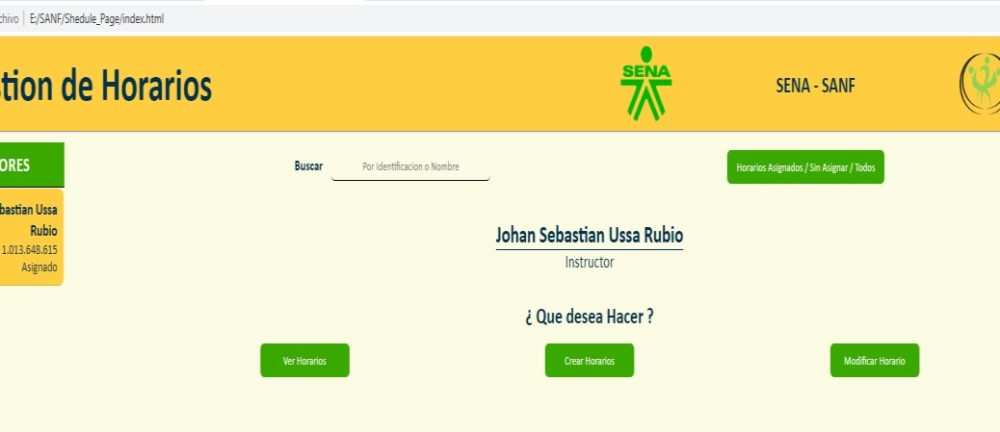 chivo E:/SANF/Shedule_Page/index.html
stion de Horarios
SENA
SENA - SANF
ORES
Buscar Por Identificacion o Nombre
Horarios Asignados / Sin Asignar / Todos
bastian Ussa
Rubio
1.013.648.615
Asignado
Johan Sebastian Ussa Rubio
Instructor
¿ Que desea Hacer ?
Ver Horarios
Crear Horarios
Modificar Horario